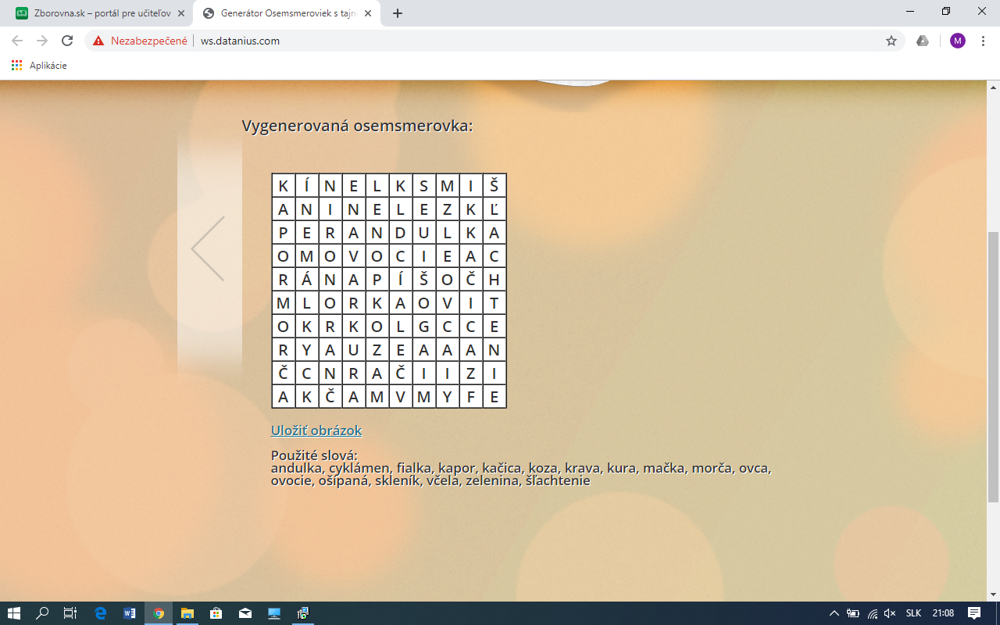 Zborovna.sk – portál pre učiteľov
Generátor Osemsmeroviek s tajni
Nezabezpečené
ws.datanius.com
M
Aplikácie
Vygenerovaná osemsmerovka:
K Í N E L K S M I Š
A N I N E L E Z K Ľ
P E R A N D U L K A
O M O V O C I E A C
R Á N A P Í Š O Č H
M L O R K A O V I T
O K R K O L G C C E
R Y A U Z E A A A N
Č C N R A Č I I Z I
A K Č A M V M Y F E
Uložiť obrázok
Použité slová:
andulka, cyklámen, fialka, kapor, kačica, koza, krava, kura, mačka, morča, ovca,
ovocie, ošípaná, skleník, včela, zelenina, šľachtenie
SLK
21:08